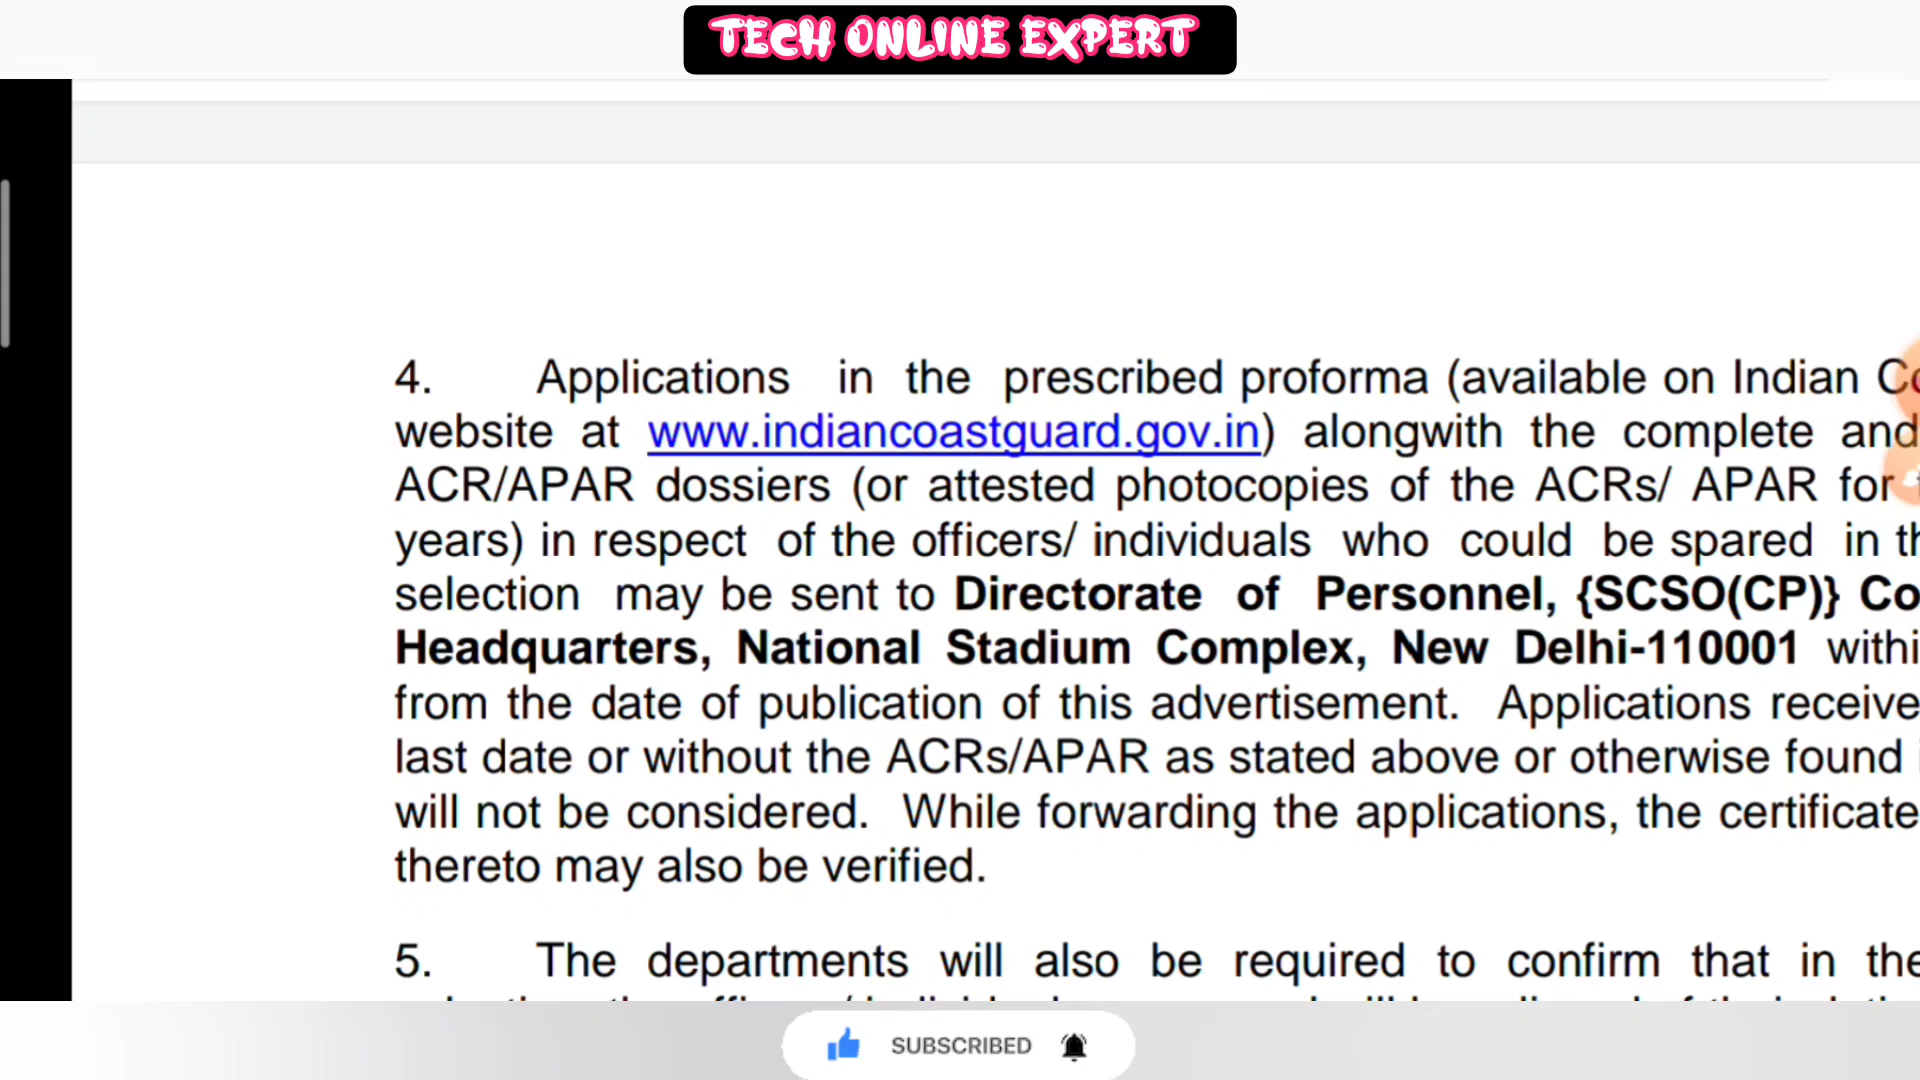 TECH ONLINE EXPERT
4. Applications in the prescribed proforma (available on Indian
website at www.indiancoastguard.gov.in) alongwith the complete and
ACR/APAR dossiers (or attested photocopies of the ACRs/ APAR for
years) in respect of the officers/ individuals who could be spared in
selection may be sent to Directorate of Personnel, {SCSO(CP)}
Headquarters, National Stadium Complex, New Delhi-110001
from the date of publication of this advertisement. Applications
last date or without the ACRs/APAR as stated above or otherwise found
will not be considered. While forwarding the applications, the
thereto may also be verified.
5. The departments will also be required to confirm that in the
SUBSCRIBED